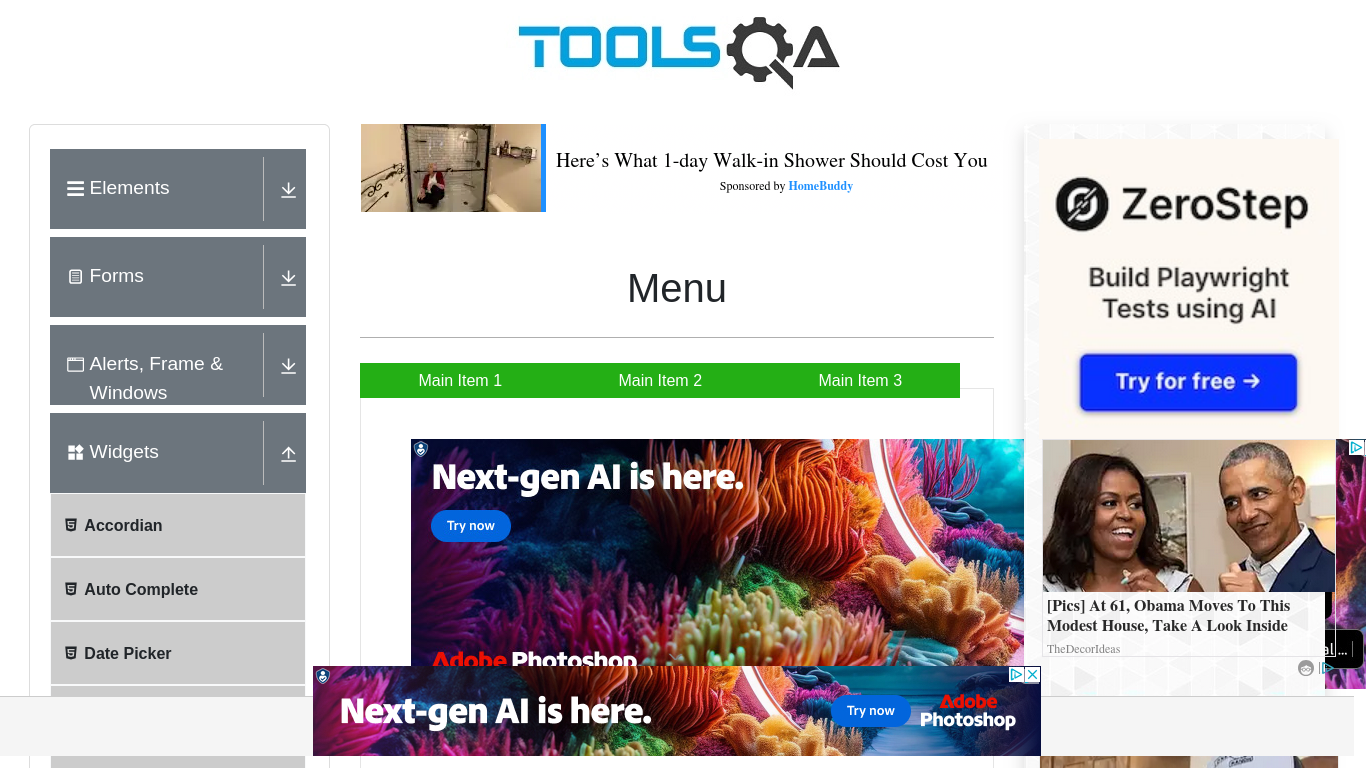 TOOLSQA
Elements
Forms
Alerts, Frame &
Windows
Widgets
Accordian
Auto Complete
Date Picker
Here’s What 1-day Walk-in Shower Should Cost You
Sponsored by HomeBuddy
Menu
Main Item 1
Main Item 2
Main Item 3
Next-gen AI is here.
Try now
Adobe Photoshop
Next-gen AI is here.
Try now
Adobe
Photoshop
ZeroStep
Build Playwright
Tests using AI
Try for free →
[Pics] At 61, Obama Moves To This
Modest House, Take A Look Inside
TheDecorIdeas